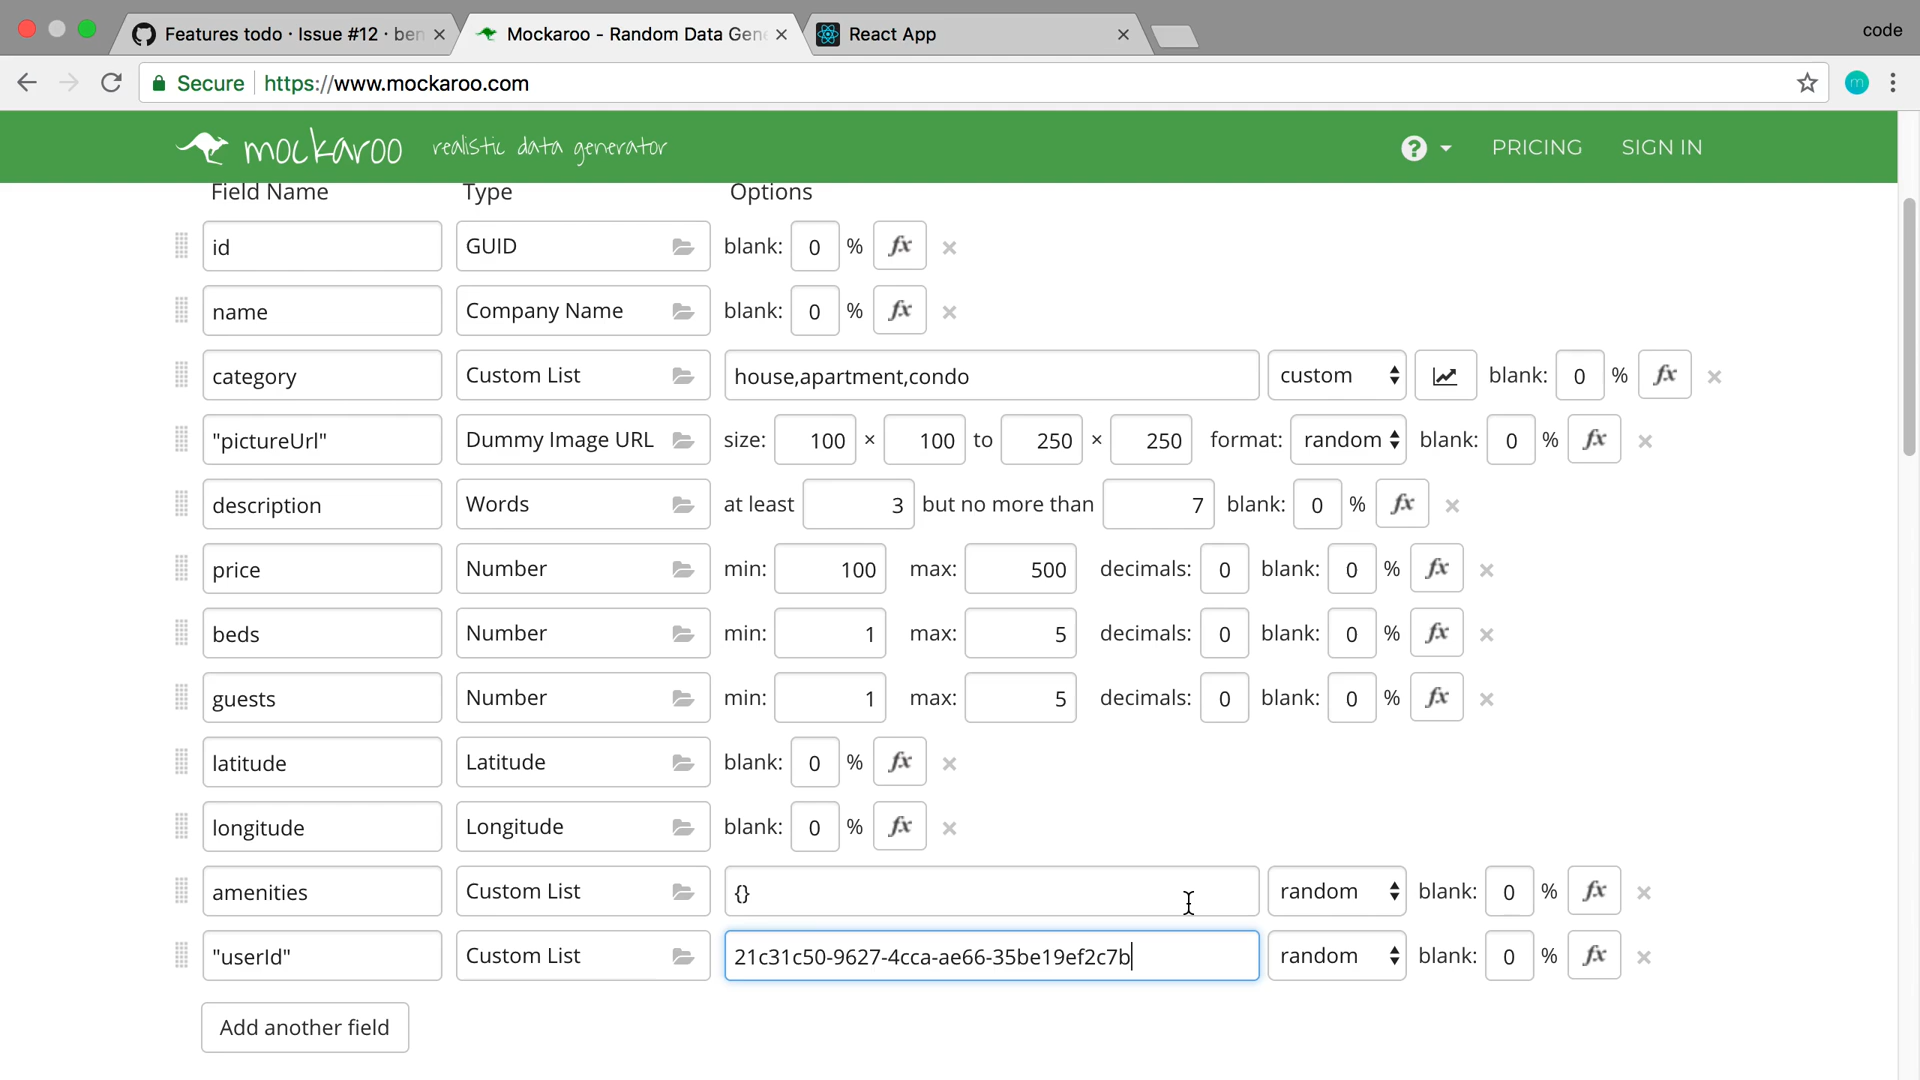 Features todo · Issue #12 · ben
Mockaroo - Random Data Gene
React App
code
Secure https://www.mockaroo.com
mockaroo realistic data generator ? PRICING SIGN IN
Field Name Type Options
id GUID blank: 0 % fx
name Company Name blank: 0 % fx
category Custom List house,apartment,condo custom blank: 0 % fx
"pictureUrl" Dummy Image URL size: 100 × 100 to 250 × 250 format: random blank: 0 % fx
description Words at least 3 but no more than 7 blank: 0 % fx
price Number min: 100 max: 500 decimals: 0 blank: 0 % fx
beds Number min: 1 max: 5 decimals: 0 blank: 0 % fx
guests Number min: 1 max: 5 decimals: 0 blank: 0 % fx
latitude Latitude blank: 0 % fx
longitude Longitude blank: 0 % fx
amenities Custom List {} random blank: 0 % fx
"userId" Custom List 21c31c50-9627-4cca-ae66-35be19ef2c7b random blank: 0 % fx
Add another field